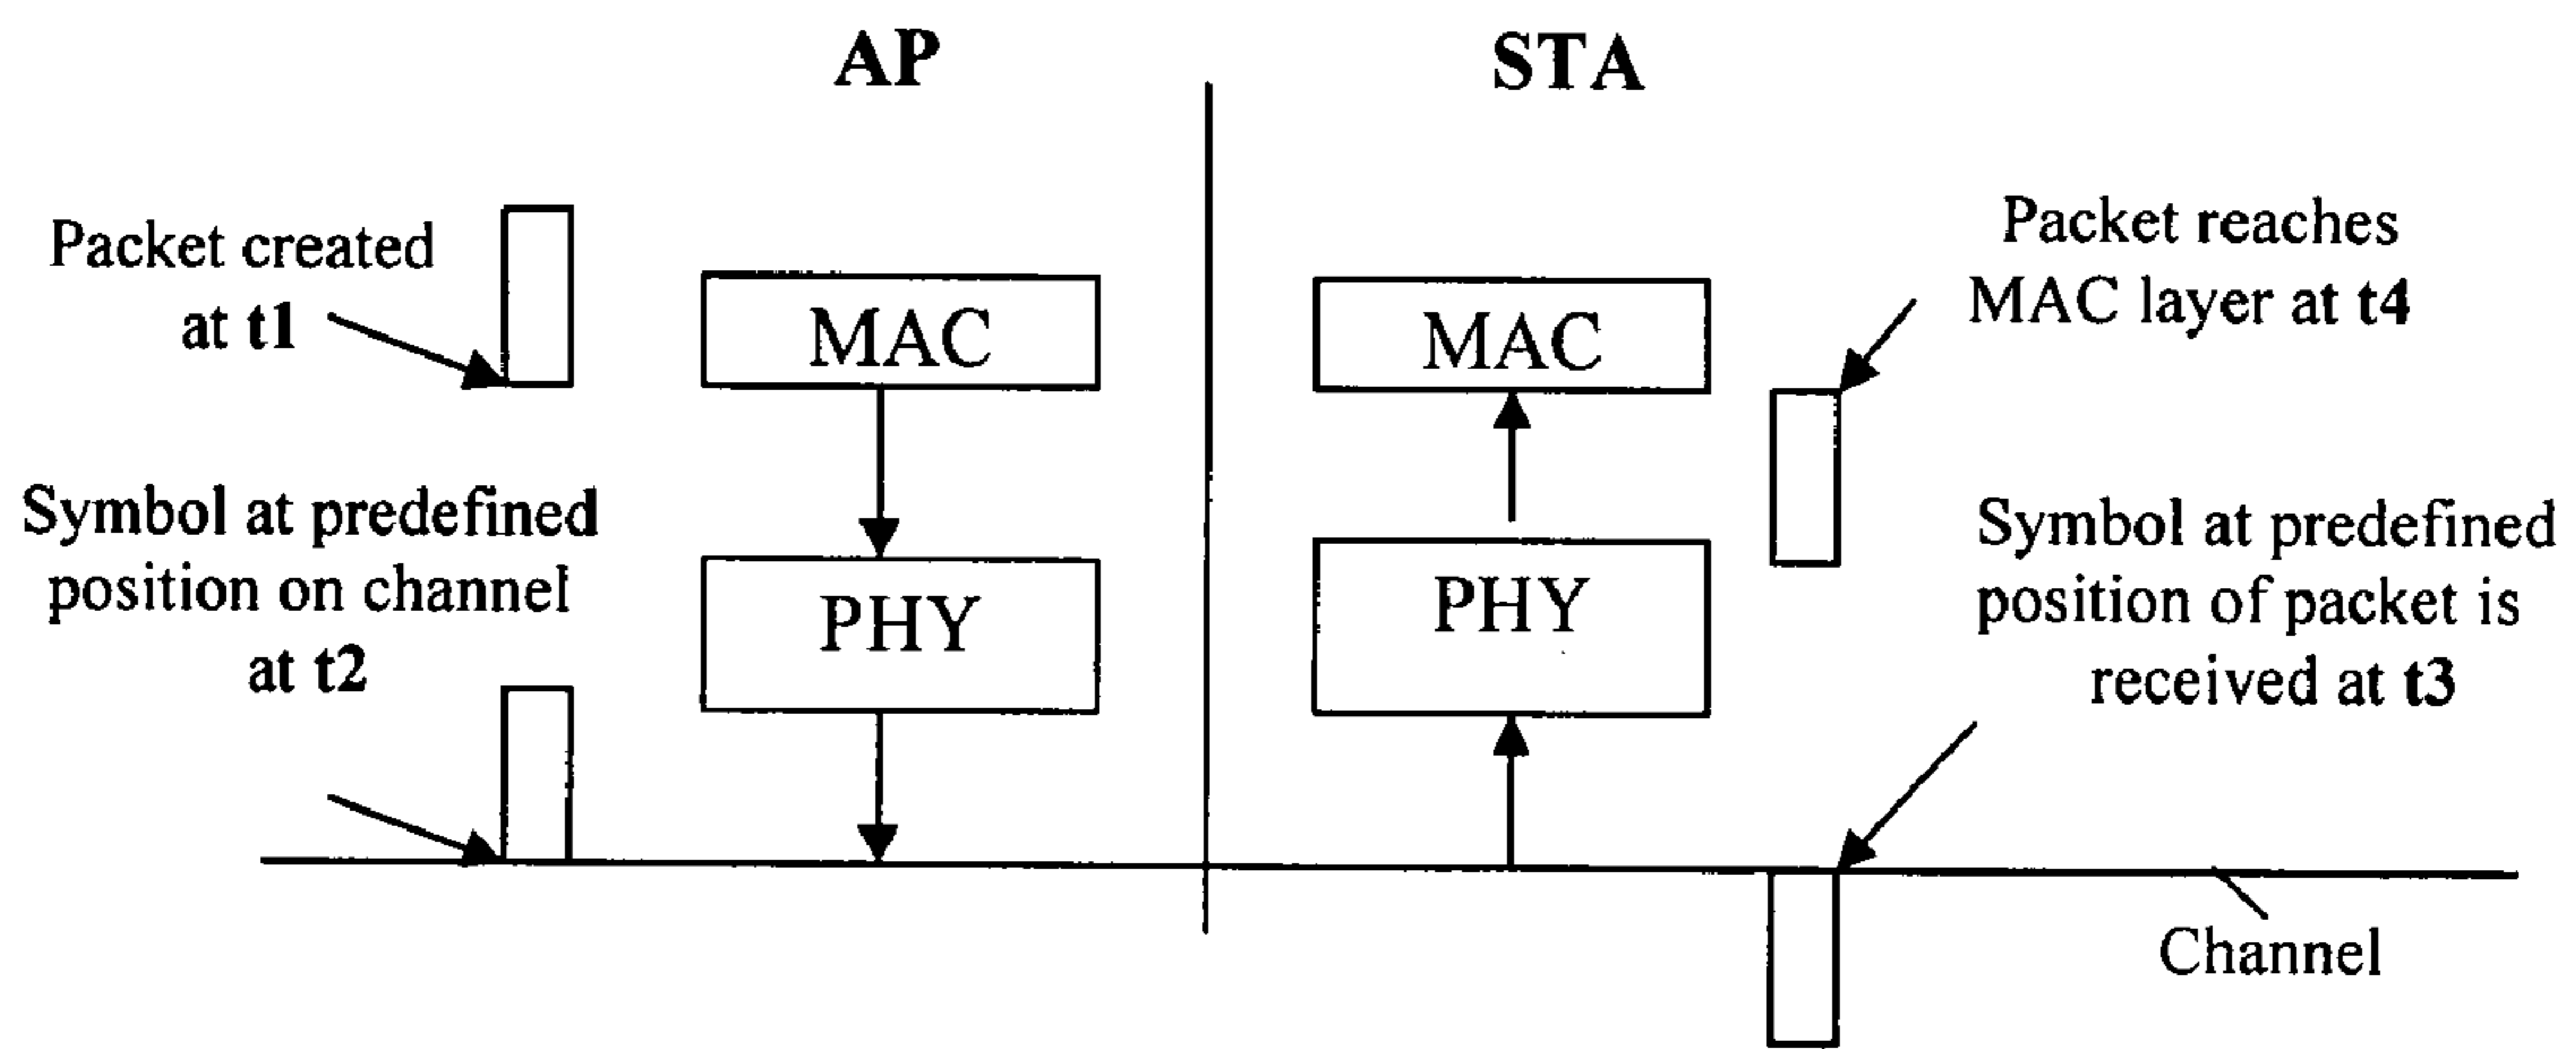 AP
STA
Packet created
at t1
MAC
MAC
Packet reaches
MAC layer at t4
Symbol at predefined
position on channel
at t2
PHY
PHY
Symbol at predefined
position of packet is
received at t3
Channel